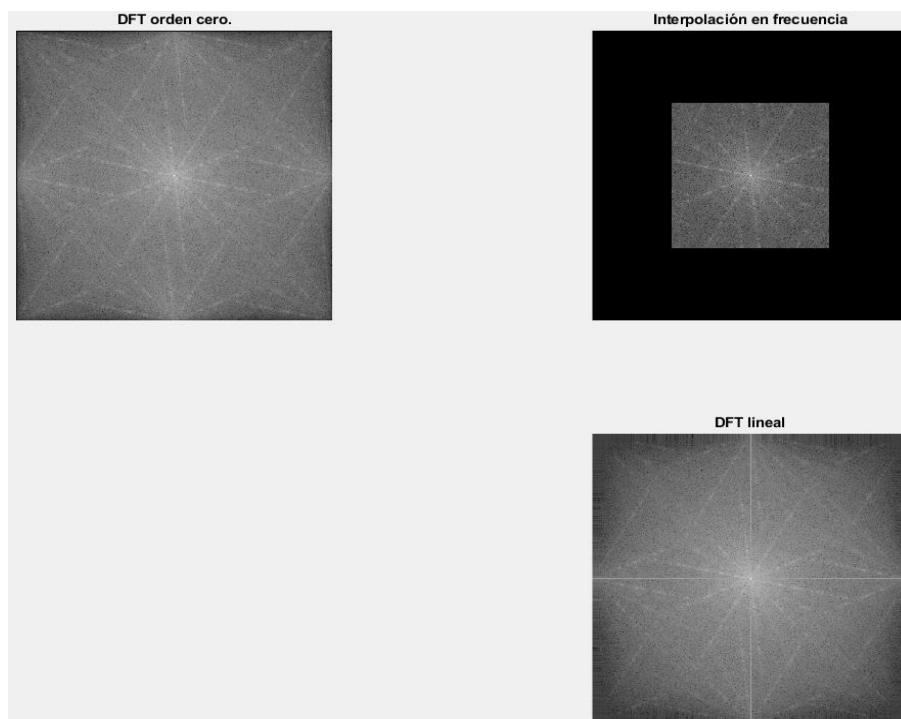 DFT orden cero.
Interpolación en frecuencia
DFT lineal